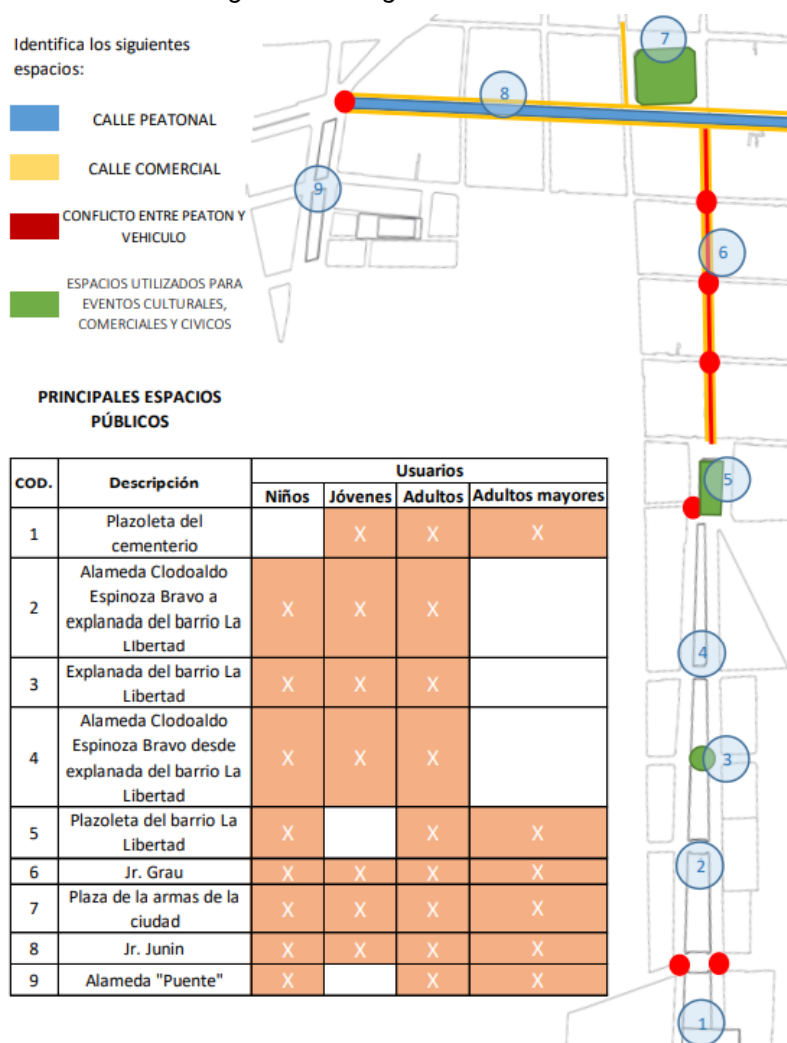 Identifica los siguientes
espacios:
CALLE PEATONAL
CALLE COMERCIAL
CONFLICTO ENTRE PEATON Y
VEHICULO
ESPACIOS UTILIZADOS PARA
EVENTOS CULTURALES,
COMERCIALES Y CIVICOS
7
8
9
6
5
4
3
2
1
PRINCIPALES ESPACIOS
PÚBLICOS
COD. Descripción Usuarios
Niños Jóvenes Adultos Adultos mayores
1 Plazoleta del
cementerio X X X
2 Alameda Clodoaldo
Espinoza Bravo a
explanada del barrio La
LIbertad X X X
3 Explanada del barrio La
Libertad X X X
4 Alameda Clodoaldo
Espinoza Bravo desde
explanada del barrio La
Libertad X X X
5 Plazoleta del barrio La
Libertad X X X
6 Jr. Grau X X X X
7 Plaza de la armas de la
ciudad X X X X
8 Jr. Junin X X X X
9 Alameda "Puente" X X X